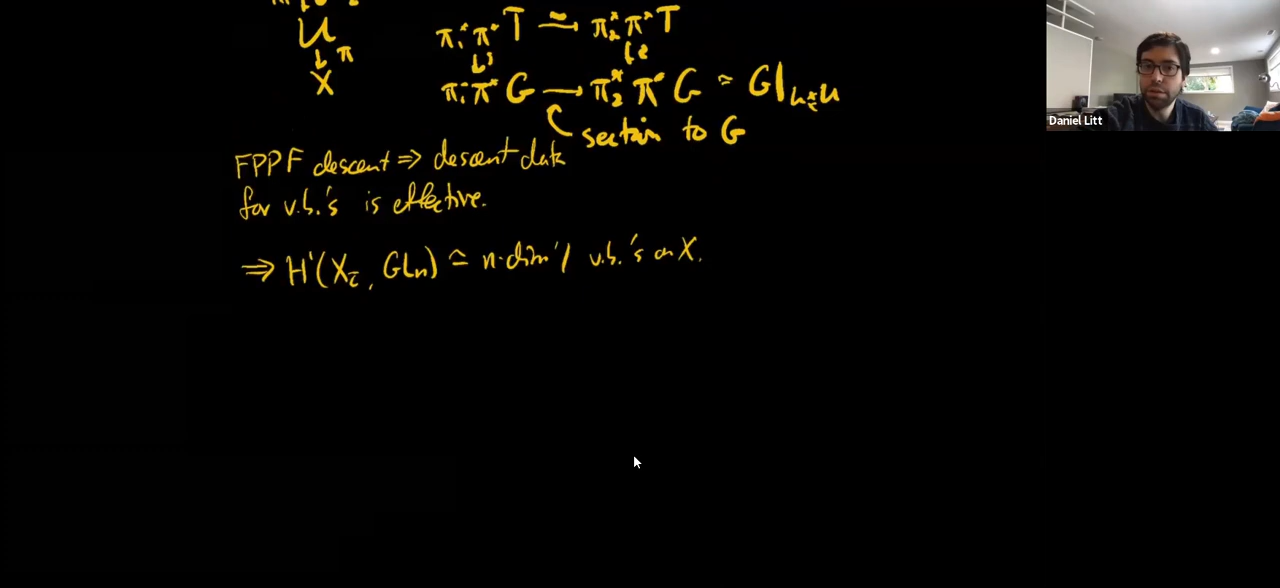 U
↓ π
X
π₁* π* T ≃→ π₂* π* T
π₁* π* G → π₂* π* G = G|_{U×_X U}
section to G
FPPF descent ⇒ descent data
for v.b.'s is effective.
⇒ H¹(X_τ, GLn) ≃ n-dim'l v.b.'s on X.
Daniel Litt